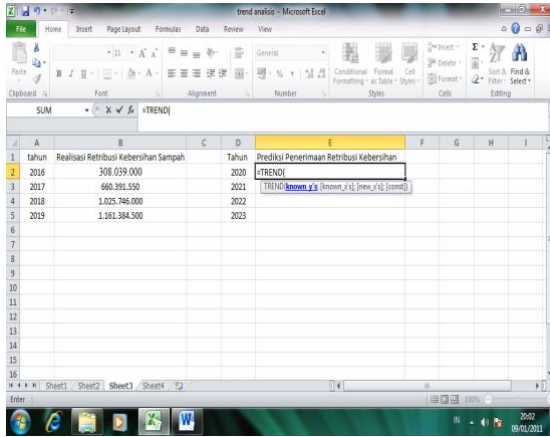 trend analisis - Microsoft Excel
File Home Insert Page Layout Formulas Data Review View
Paste
B I U
11 A A
General
% ,
Conditional Formatting Format as Table Cell Styles
Insert
Delete
Format
Σ
Sort & Filter Find & Select
Clipboard Font Alignment Number Styles Cells Editing
SUM fx =TREND(
A B C D E F G H I
1 tahun Realisasi Retribusi Kebersihan Sampah Tahun Prediksi Penerimaan Retribusi Kebersihan
2 2016 308.039.000 2020 =TREND(
3 2017 660.391.550 2021 TREND(known_y's; [known_x's]; [new_x's]; [const])
4 2018 1.025.746.000 2022
5 2019 1.161.384.500 2023
6
7
8
9
10
11
12
13
14
15
16
Sheet1 Sheet2 Sheet3 Sheet4
Enter 100%
IN 20:02
09/01/2011